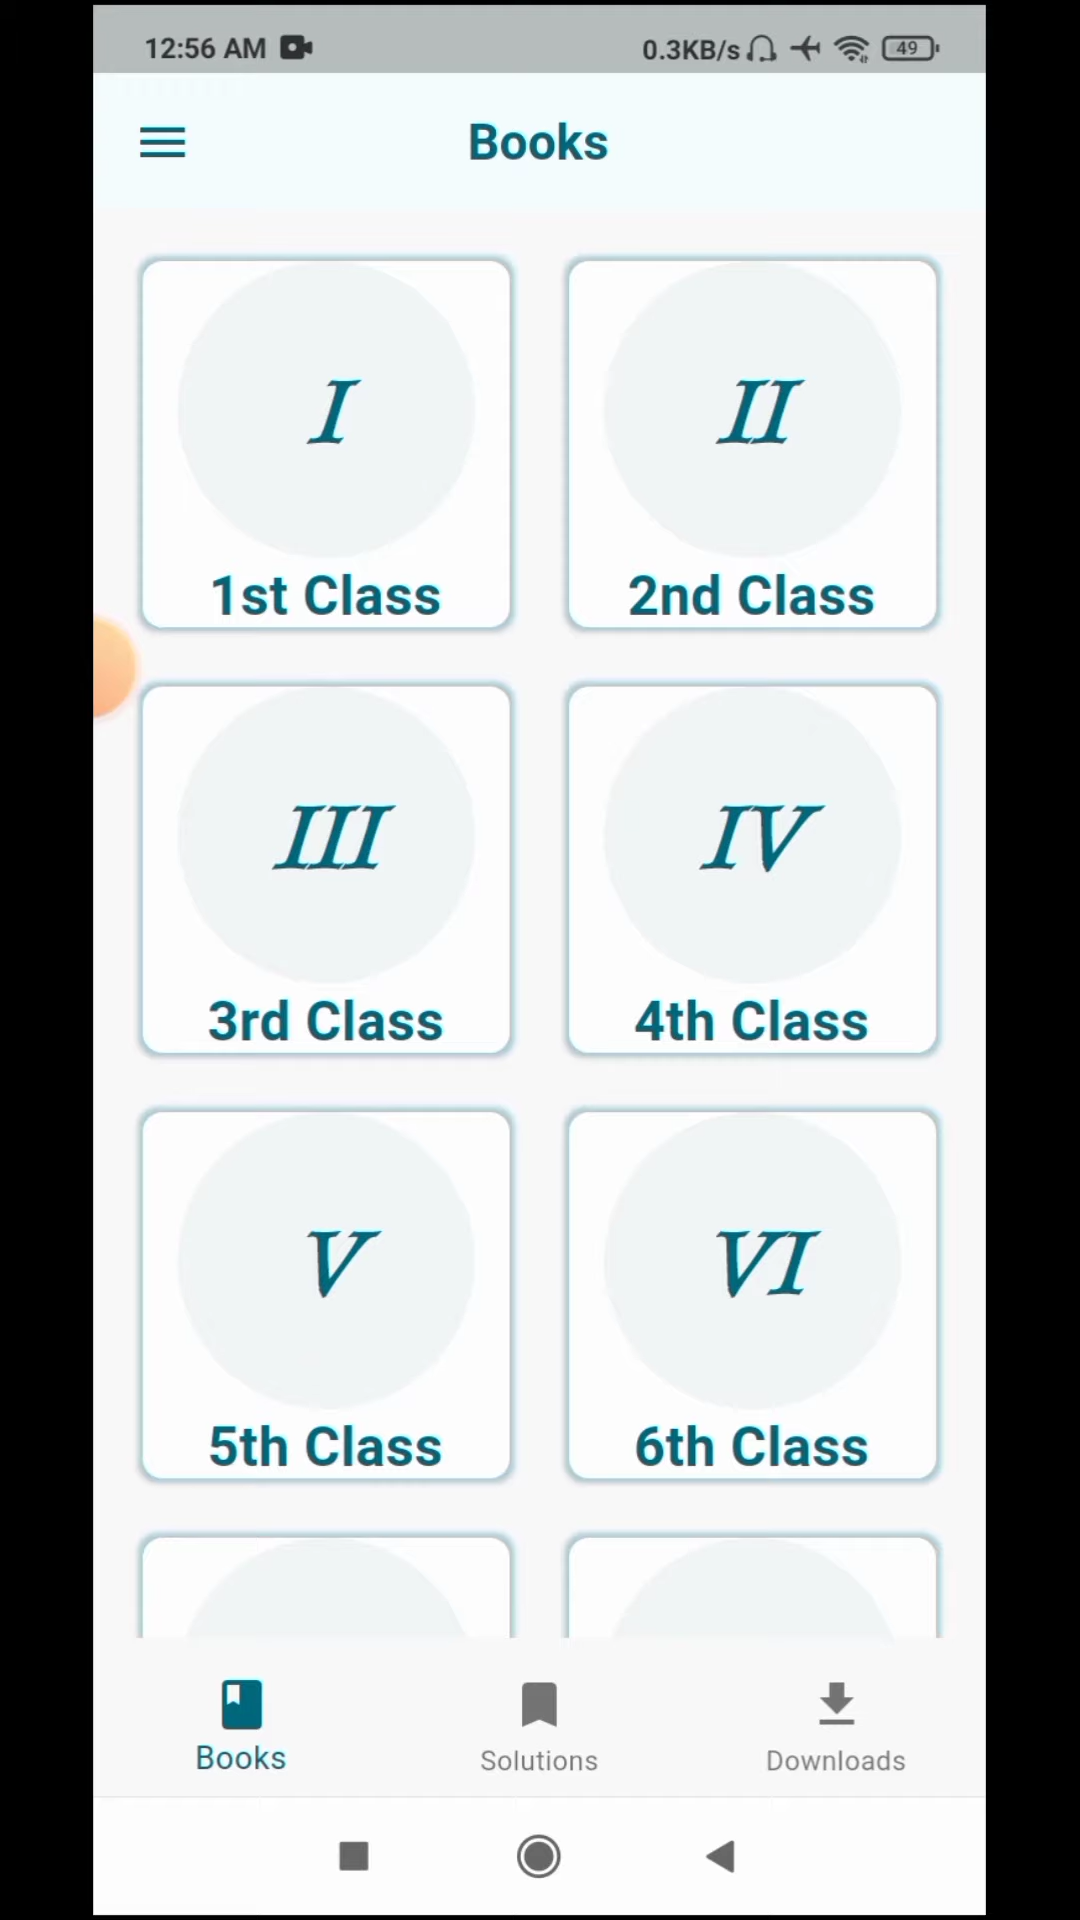 12:56 AM 0.3KB/s 49
Books
I II
1st Class 2nd Class
III IV
3rd Class 4th Class
V VI
5th Class 6th Class
Books Solutions Downloads